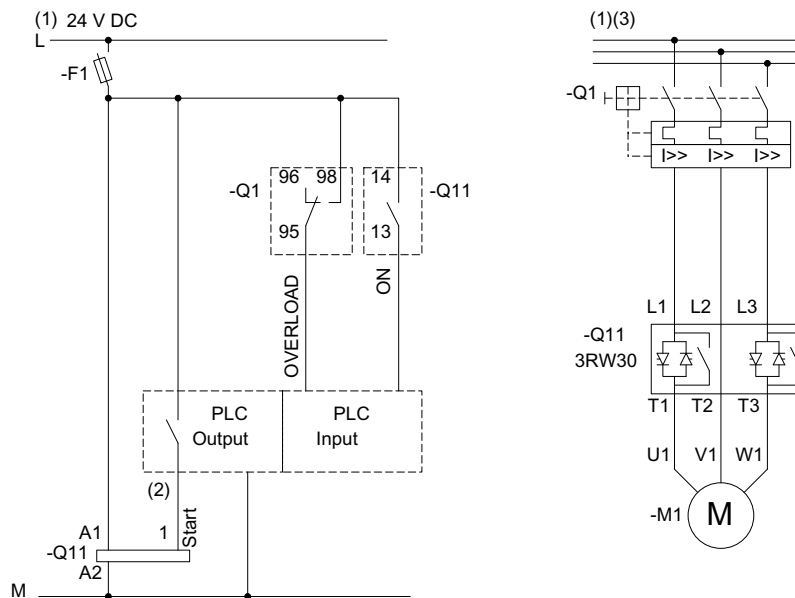 (1) 24 V DC
L
-F1
-Q1
96 98
95
14
13
-Q11
OVERLOAD
ON
PLC
Output
PLC
Input
(2)
A1
1
Start
-Q11
A2
M
(1)(3)
-Q1
I>> I>> I>>
L1 L2 L3
-Q11
3RW30
T1 T2 T3
U1 V1 W1
-M1
M